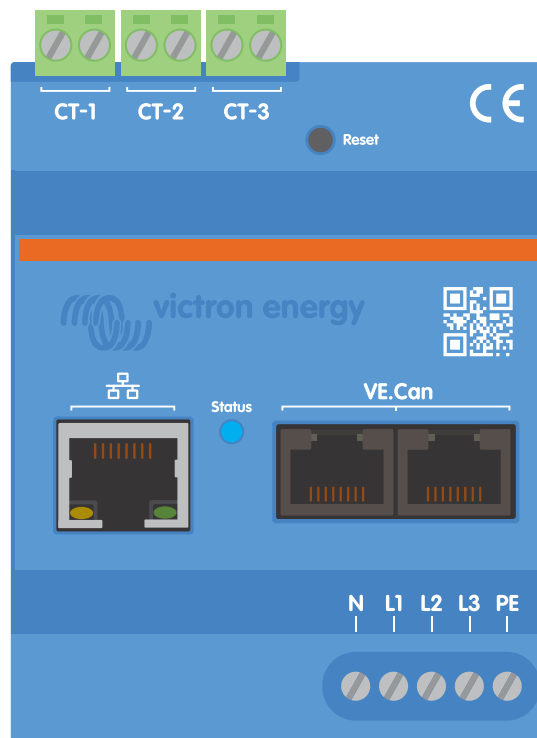 CT-1 CT-2 CT-3
CE
Reset
victron energy
Status
VE.Can
N L1 L2 L3 PE